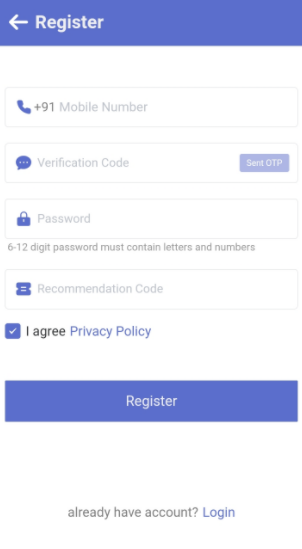 Register
+91 Mobile Number
Verification Code
Sent OTP
Password
6-12 digit password must contain letters and numbers
Recommendation Code
I agree Privacy Policy
Register
already have account? Login